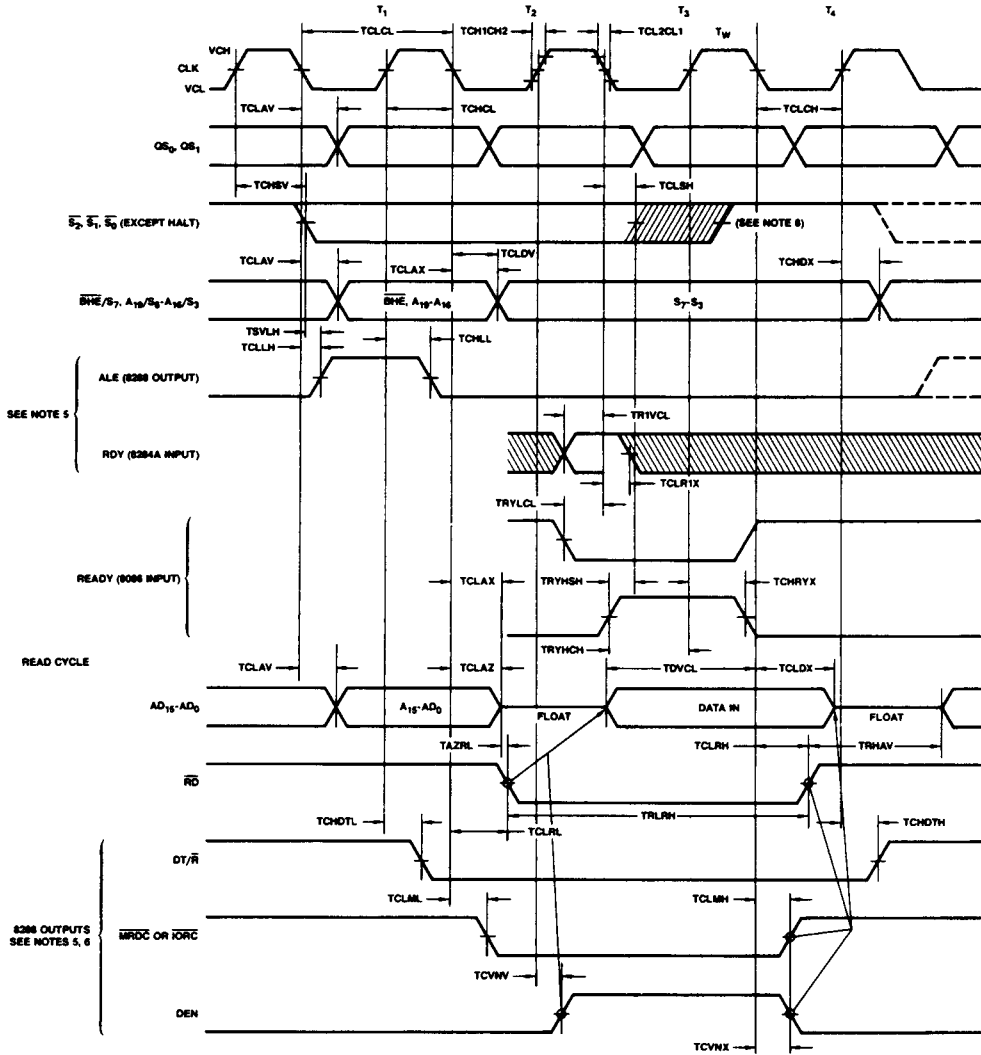 T1 T2 T3 T4
TCLCL TCH1CH2 TCL2CL1 TW
VCH
CLK
VCL
TCLAV TCHCL TCLCH
QS0, QS1
TCHSV TCLSH
S2, S1, S0 (EXCEPT HALT) (SEE NOTE 6)
TCLDV
TCLAV TCLAX TCHDX
BHE/S7, A19/S6-A16/S3 BHE, A19-A16 S7-S3
TSVLH
TCLLH TCHLL
ALE (8288 OUTPUT)
SEE NOTE 5
TR1VCL
RDY (8284A INPUT)
TCLR1X
TRYLCL
READY (8086 INPUT)
TCLAX TRYHSH TCHRYX
TRYHCH
READ CYCLE
TCLAV TCLAZ TDVCL TCLDX
AD15-AD0 A15-AD0 FLOAT DATA IN FLOAT
TAZRL TCLRH TRHAV
RD
TCHDTL TCLRL TRLRH TCHDTH
DT/R
TCLML TCLMH
8288 OUTPUTS
SEE NOTES 5, 6
MRDC OR IORC
TCVNV
DEN
TCVNX